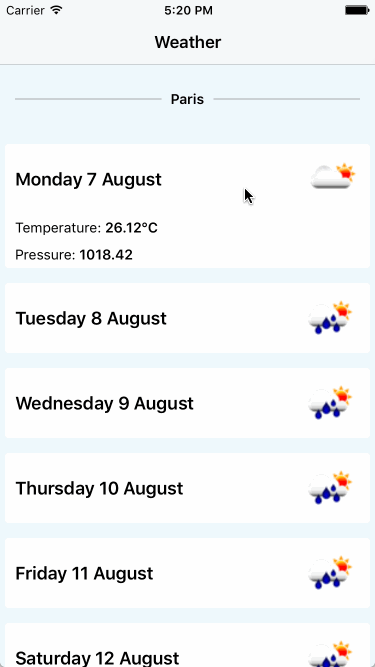 Carrier 5:20 PM
Weather
Paris
Monday 7 August
Temperature: 26.12°C
Pressure: 1018.42
Tuesday 8 August
Wednesday 9 August
Thursday 10 August
Friday 11 August
Saturday 12 August